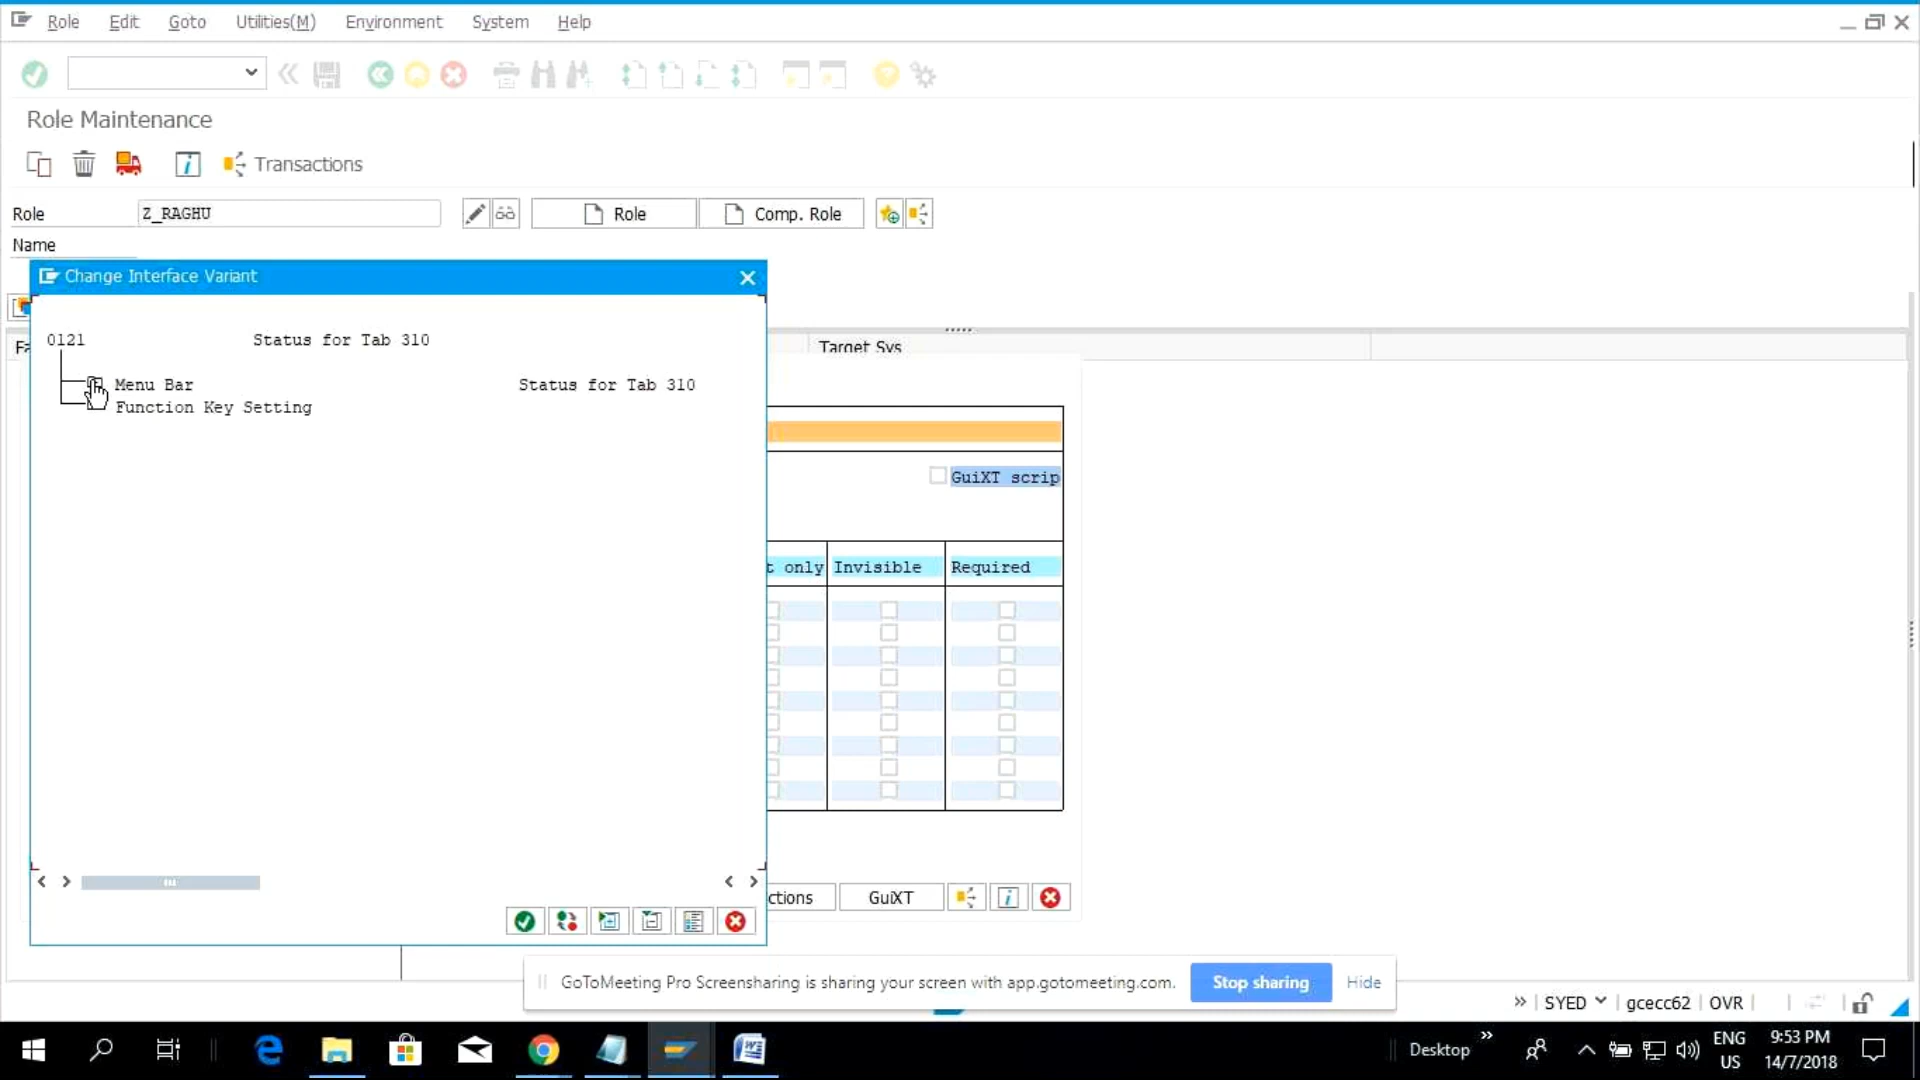 Role Edit Goto Utilities(M) Environment System Help
Role Maintenance
Transactions
Role Z_RAGHU Role Comp. Role
Name
Change Interface Variant
0121 Status for Tab 310
Target Sys
Menu Bar Status for Tab 310
Function Key Setting
GuiXT scrip
t only Invisible Required
ctions GuiXT
GoToMeeting Pro Screensharing is sharing your screen with app.gotomeeting.com. Stop sharing Hide
SYED gcecc62 OVR
Desktop ENG US 9:53 PM 14/7/2018